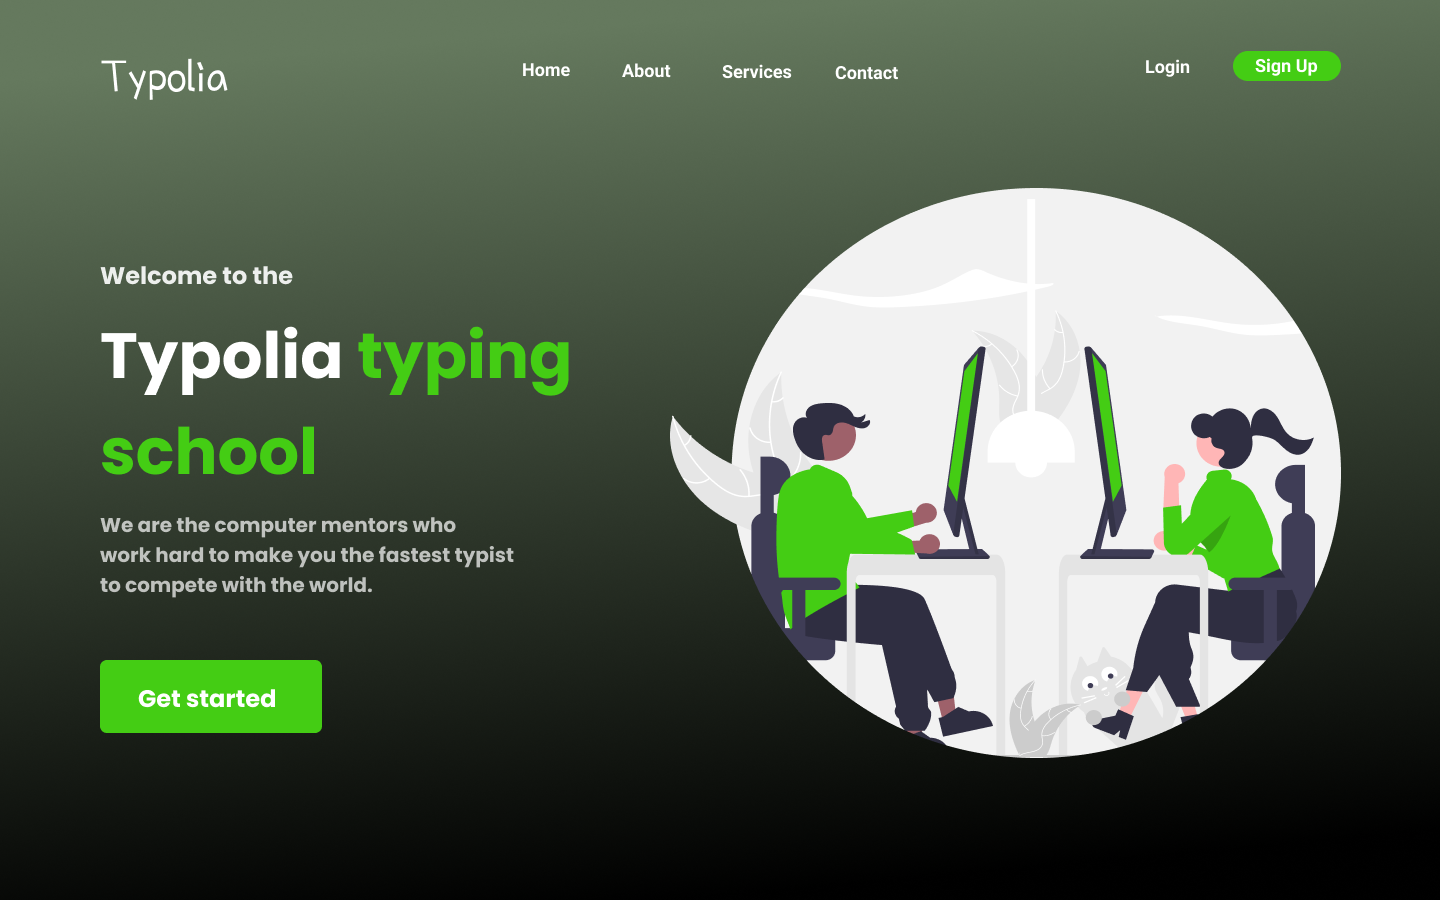 Typolia
Home
About
Services
Contact
Login
Sign Up
Welcome to the
Typolia typing
school
We are the computer mentors who
work hard to make you the fastest typist
to compete with the world.
Get started